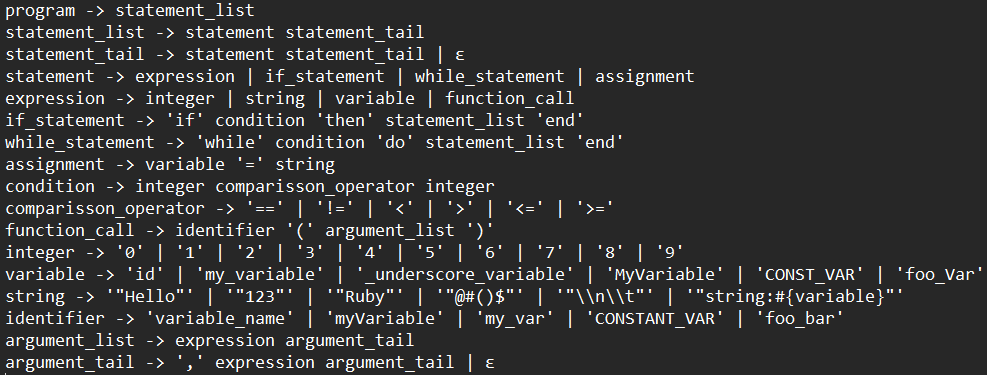 program -> statement_list
statement_list -> statement statement_tail
statement_tail -> statement statement_tail | ε
statement -> expression | if_statement | while_statement | assignment
expression -> integer | string | variable | function_call
if_statement -> 'if' condition 'then' statement_list 'end'
while_statement -> 'while' condition 'do' statement_list 'end'
assignment -> variable '=' string
condition -> integer comparisson_operator integer
comparisson_operator -> '==' | '!=' | '<' | '>' | '<=' | '>='
function_call -> identifier '(' argument_list ')'
integer -> '0' | '1' | '2' | '3' | '4' | '5' | '6' | '7' | '8' | '9'
variable -> 'id' | 'my_variable' | '_underscore_variable' | 'MyVariable' | 'CONST_VAR' | 'foo_Var'
string -> '"Hello"' | '"123"' | '"Ruby"' | '"@#()$"' | '"\\n\\t"' | '"string:#{variable}"'
identifier -> 'variable_name' | 'myVariable' | 'my_var' | 'CONSTANT_VAR' | 'foo_bar'
argument_list -> expression argument_tail
argument_tail -> ',' expression argument_tail | ε